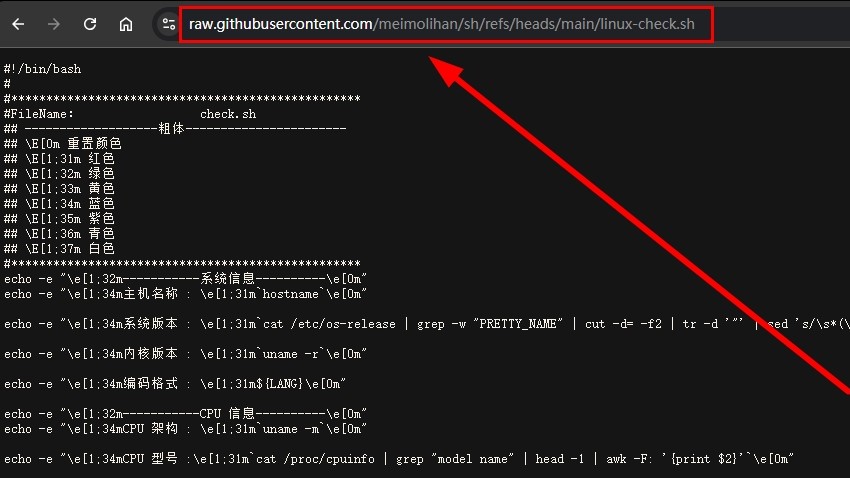 raw.githubusercontent.com/meimolihan/sh/refs/heads/main/linux-check.sh
#!/bin/bash
#
#**************************************************
#FileName:                  check.sh
## -------------------粗体-----------------------
## \E[0m 重置颜色
## \E[1;31m 红色
## \E[1;32m 绿色
## \E[1;33m 黄色
## \E[1;34m 蓝色
## \E[1;35m 紫色
## \E[1;36m 青色
## \E[1;37m 白色
#**************************************************
echo -e "\e[1;32m-----------系统信息----------\e[0m"
echo -e "\e[1;34m主机名称 : \e[1;31m`hostname`\e[0m"
echo -e "\e[1;34m系统版本 : \e[1;31m`cat /etc/os-release | grep -w "PRETTY_NAME" | cut -d= -f2 | tr -d '"' | sed 's/\s*(\
echo -e "\e[1;34m内核版本 : \e[1;31m`uname -r`\e[0m"
echo -e "\e[1;34m编码格式 : \e[1;31m${LANG}\e[0m"
echo -e "\e[1;32m-----------CPU 信息----------\e[0m"
echo -e "\e[1;34mCPU 架构 : \e[1;31m`uname -m`\e[0m"
echo -e "\e[1;34mCPU 型号 :\e[1;31m`cat /proc/cpuinfo | grep "model name" | head -1 | awk -F: '{print $2}'`\e[0m"